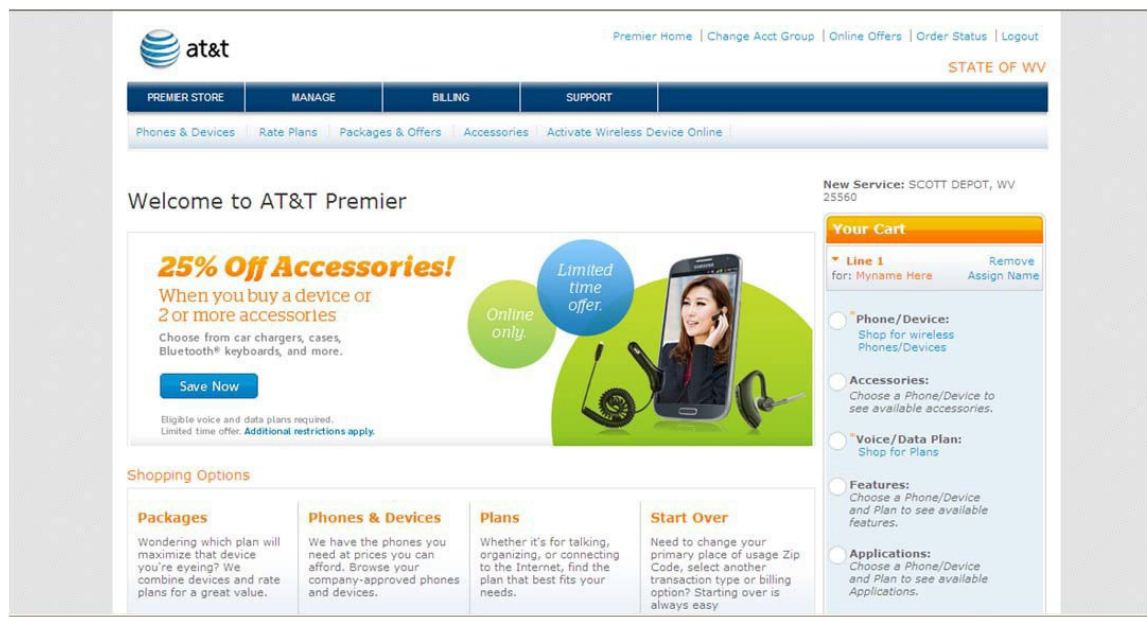 at&t
Premier Home | Change Acct Group | Online Offers | Order Status | Logout
STATE OF WV
PREMIER STORE MANAGE BILLING SUPPORT
Phones & Devices Rate Plans Packages & Offers Accessories Activate Wireless Device Online
Welcome to AT&T Premier
25% Off Accessories!
When you buy a device or
2 or more accessories
Choose from car chargers, cases,
Bluetooth® keyboards, and more.
Save Now
Eligible voice and data plans required.
Limited time offer. Additional restrictions apply.
Online
only.
Limited
time
offer.
SAMSUNG
Shopping Options
Packages
Wondering which plan will
maximize that device
you're eyeing? We
combine devices and rate
plans for a great value.
Phones & Devices
We have the phones you
need at prices you can
afford. Browse your
company-approved phones
and devices.
Plans
Whether it's for talking,
organizing, or connecting
to the Internet, find the
plan that best fits your
needs.
Start Over
Need to change your
primary place of usage Zip
Code, select another
transaction type or billing
option? Starting over is
always easy
New Service: SCOTT DEPOT, WV
25560
Your Cart
Line 1 Remove
for: Myname Here Assign Name
*Phone/Device:
Shop for wireless
Phones/Devices
Accessories:
Choose a Phone/Device to
see available accessories.
*Voice/Data Plan:
Shop for Plans
Features:
Choose a Phone/Device
and Plan to see available
features.
Applications:
Choose a Phone/Device
and Plan to see available
Applications.